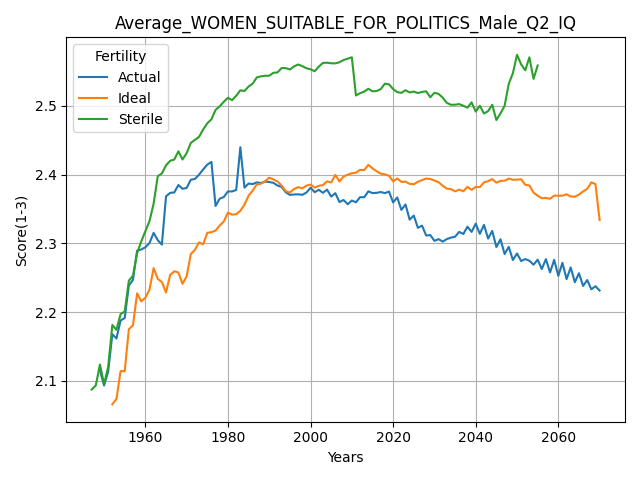 Average_WOMEN_SUITABLE_FOR_POLITICS_Male_Q2_IQ
Fertility
Actual
Ideal
Sterile
Score(1-3)
2.5
2.4
2.3
2.2
2.1
1960 1980 2000 2020 2040 2060
Years